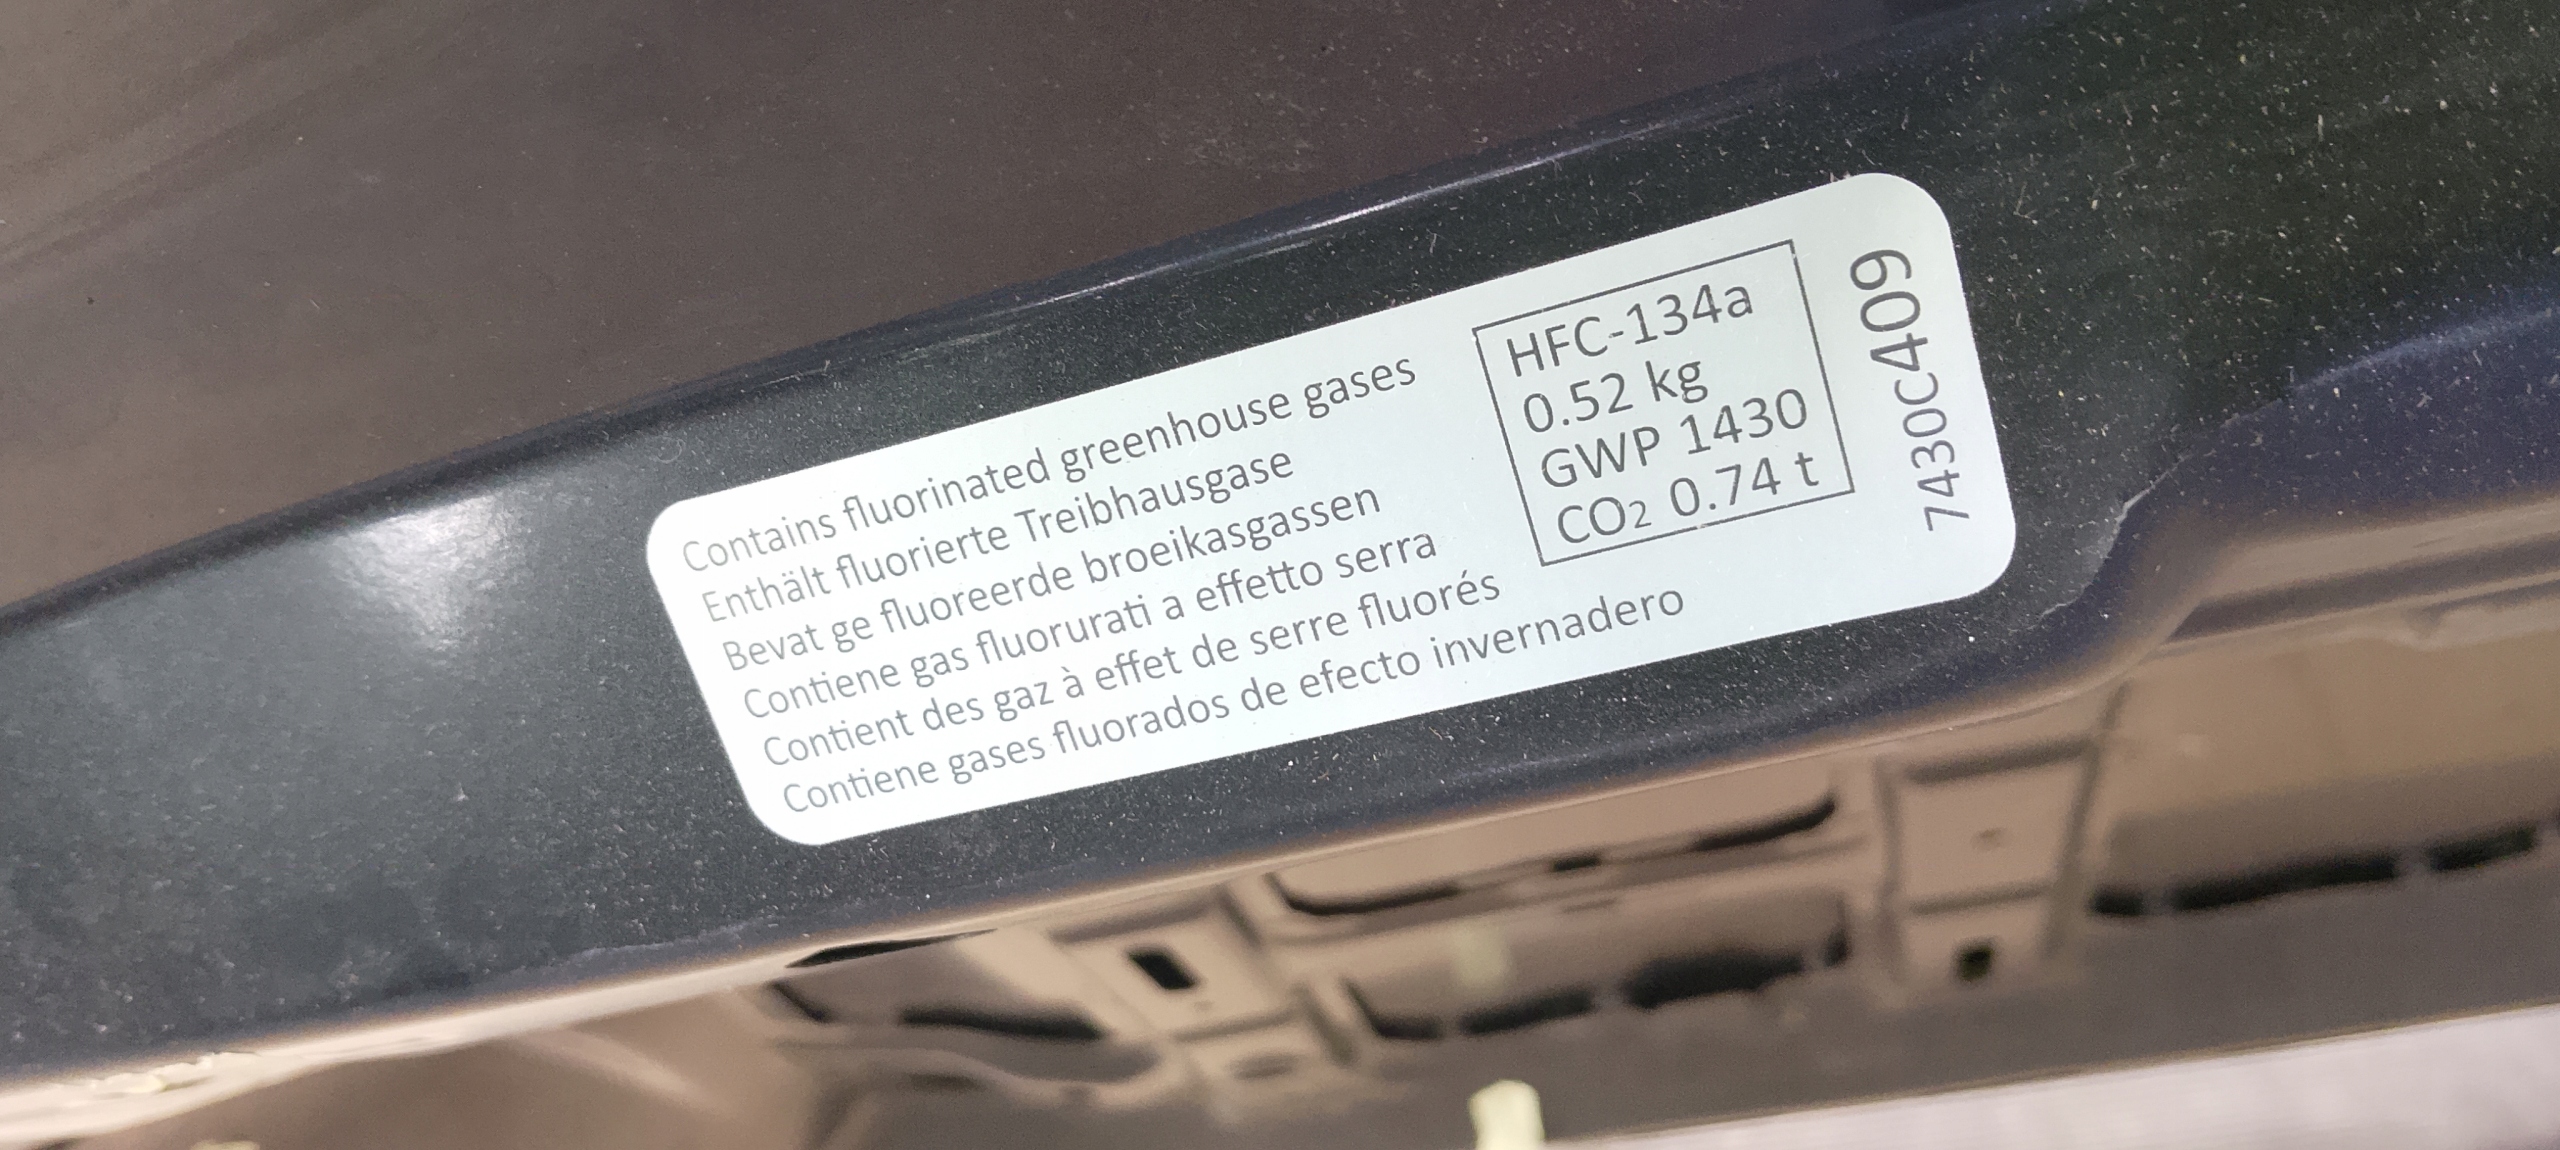 Contains fluorinated greenhouse gases
Enthält fluorierte Treibhausgase
Bevat ge fluoreerde broeikasgassen
Contiene gas fluorurati a effetto serra
Contient des gaz à effet de serre fluorés
Contiene gases fluorados de efecto invernadero
HFC-134a
0.52 kg
GWP 1430
CO₂ 0.74 t
7430C409